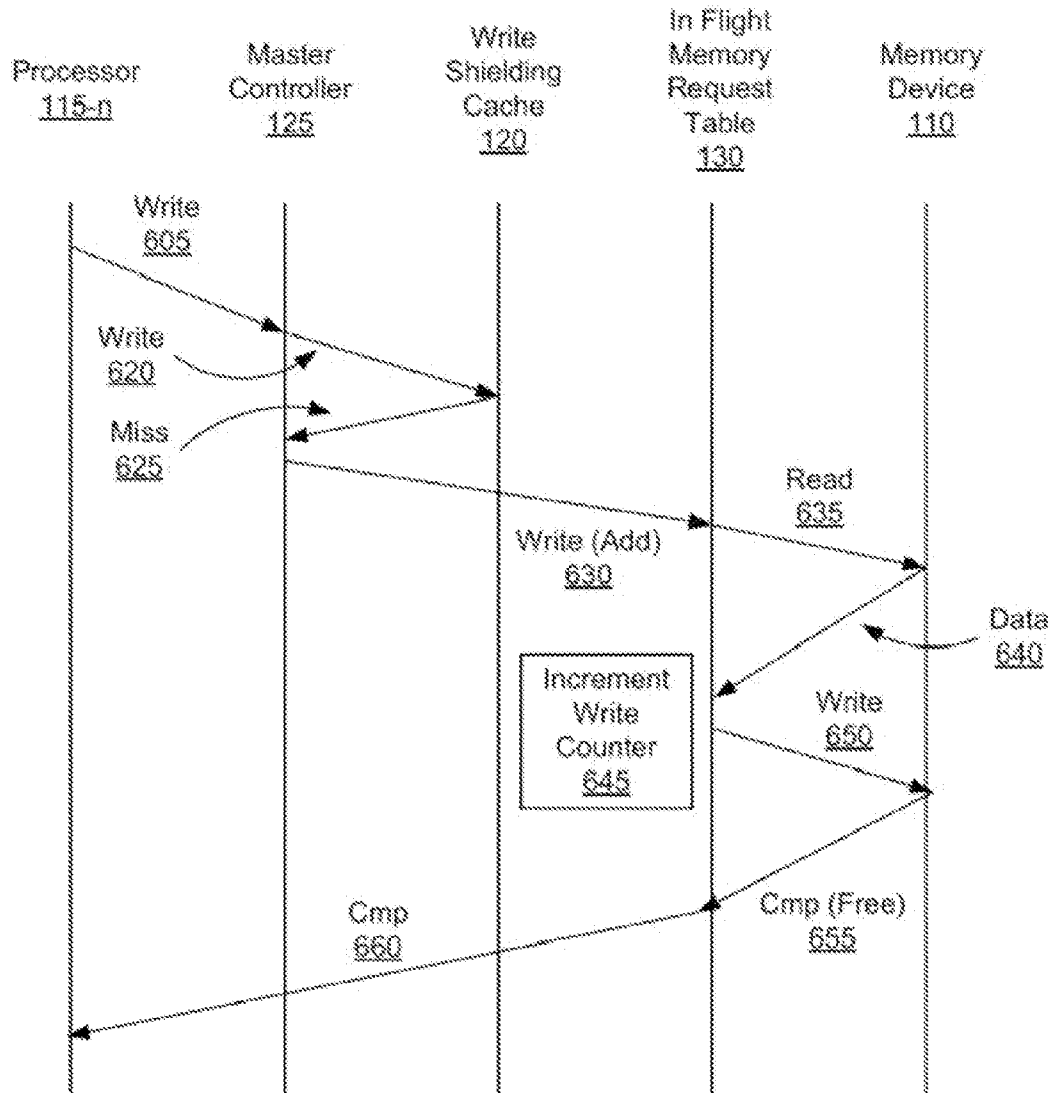 Processor
115-n
Master
Controller
125
Write
Shielding
Cache
120
In Flight
Memory
Request
Table
130
Memory
Device
110
Write
605
Write
620
Miss
625
Write (Add)
630
Read
635
Data
640
Increment
Write
Counter
645
Write
650
Cmp (Free)
655
Cmp
660